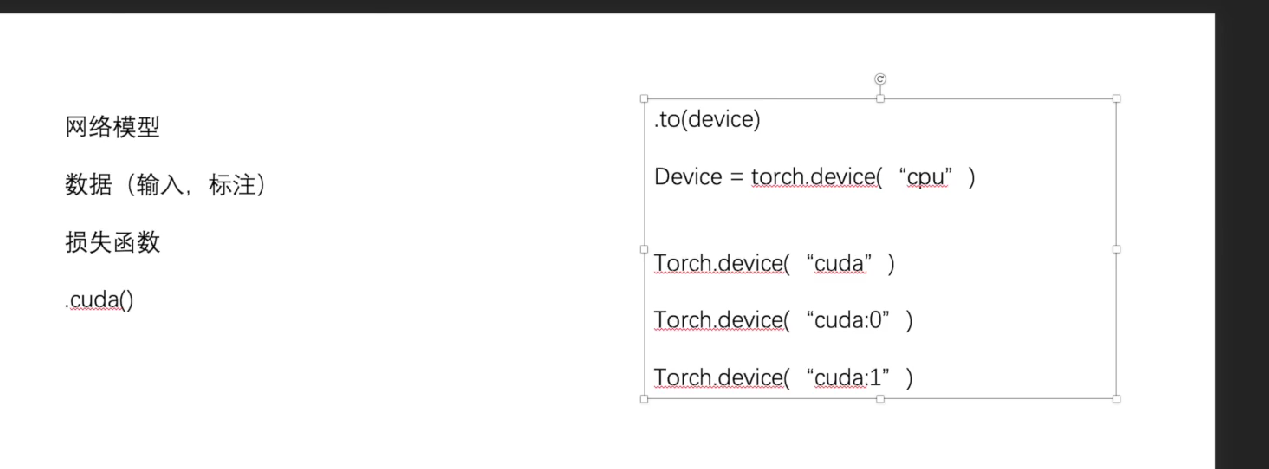 网络模型
数据（输入，标注）
损失函数
.cuda()
.to(device)
Device = torch.device( “cpu” )
Torch.device( “cuda” )
Torch.device( “cuda:0” )
Torch.device( “cuda:1” )